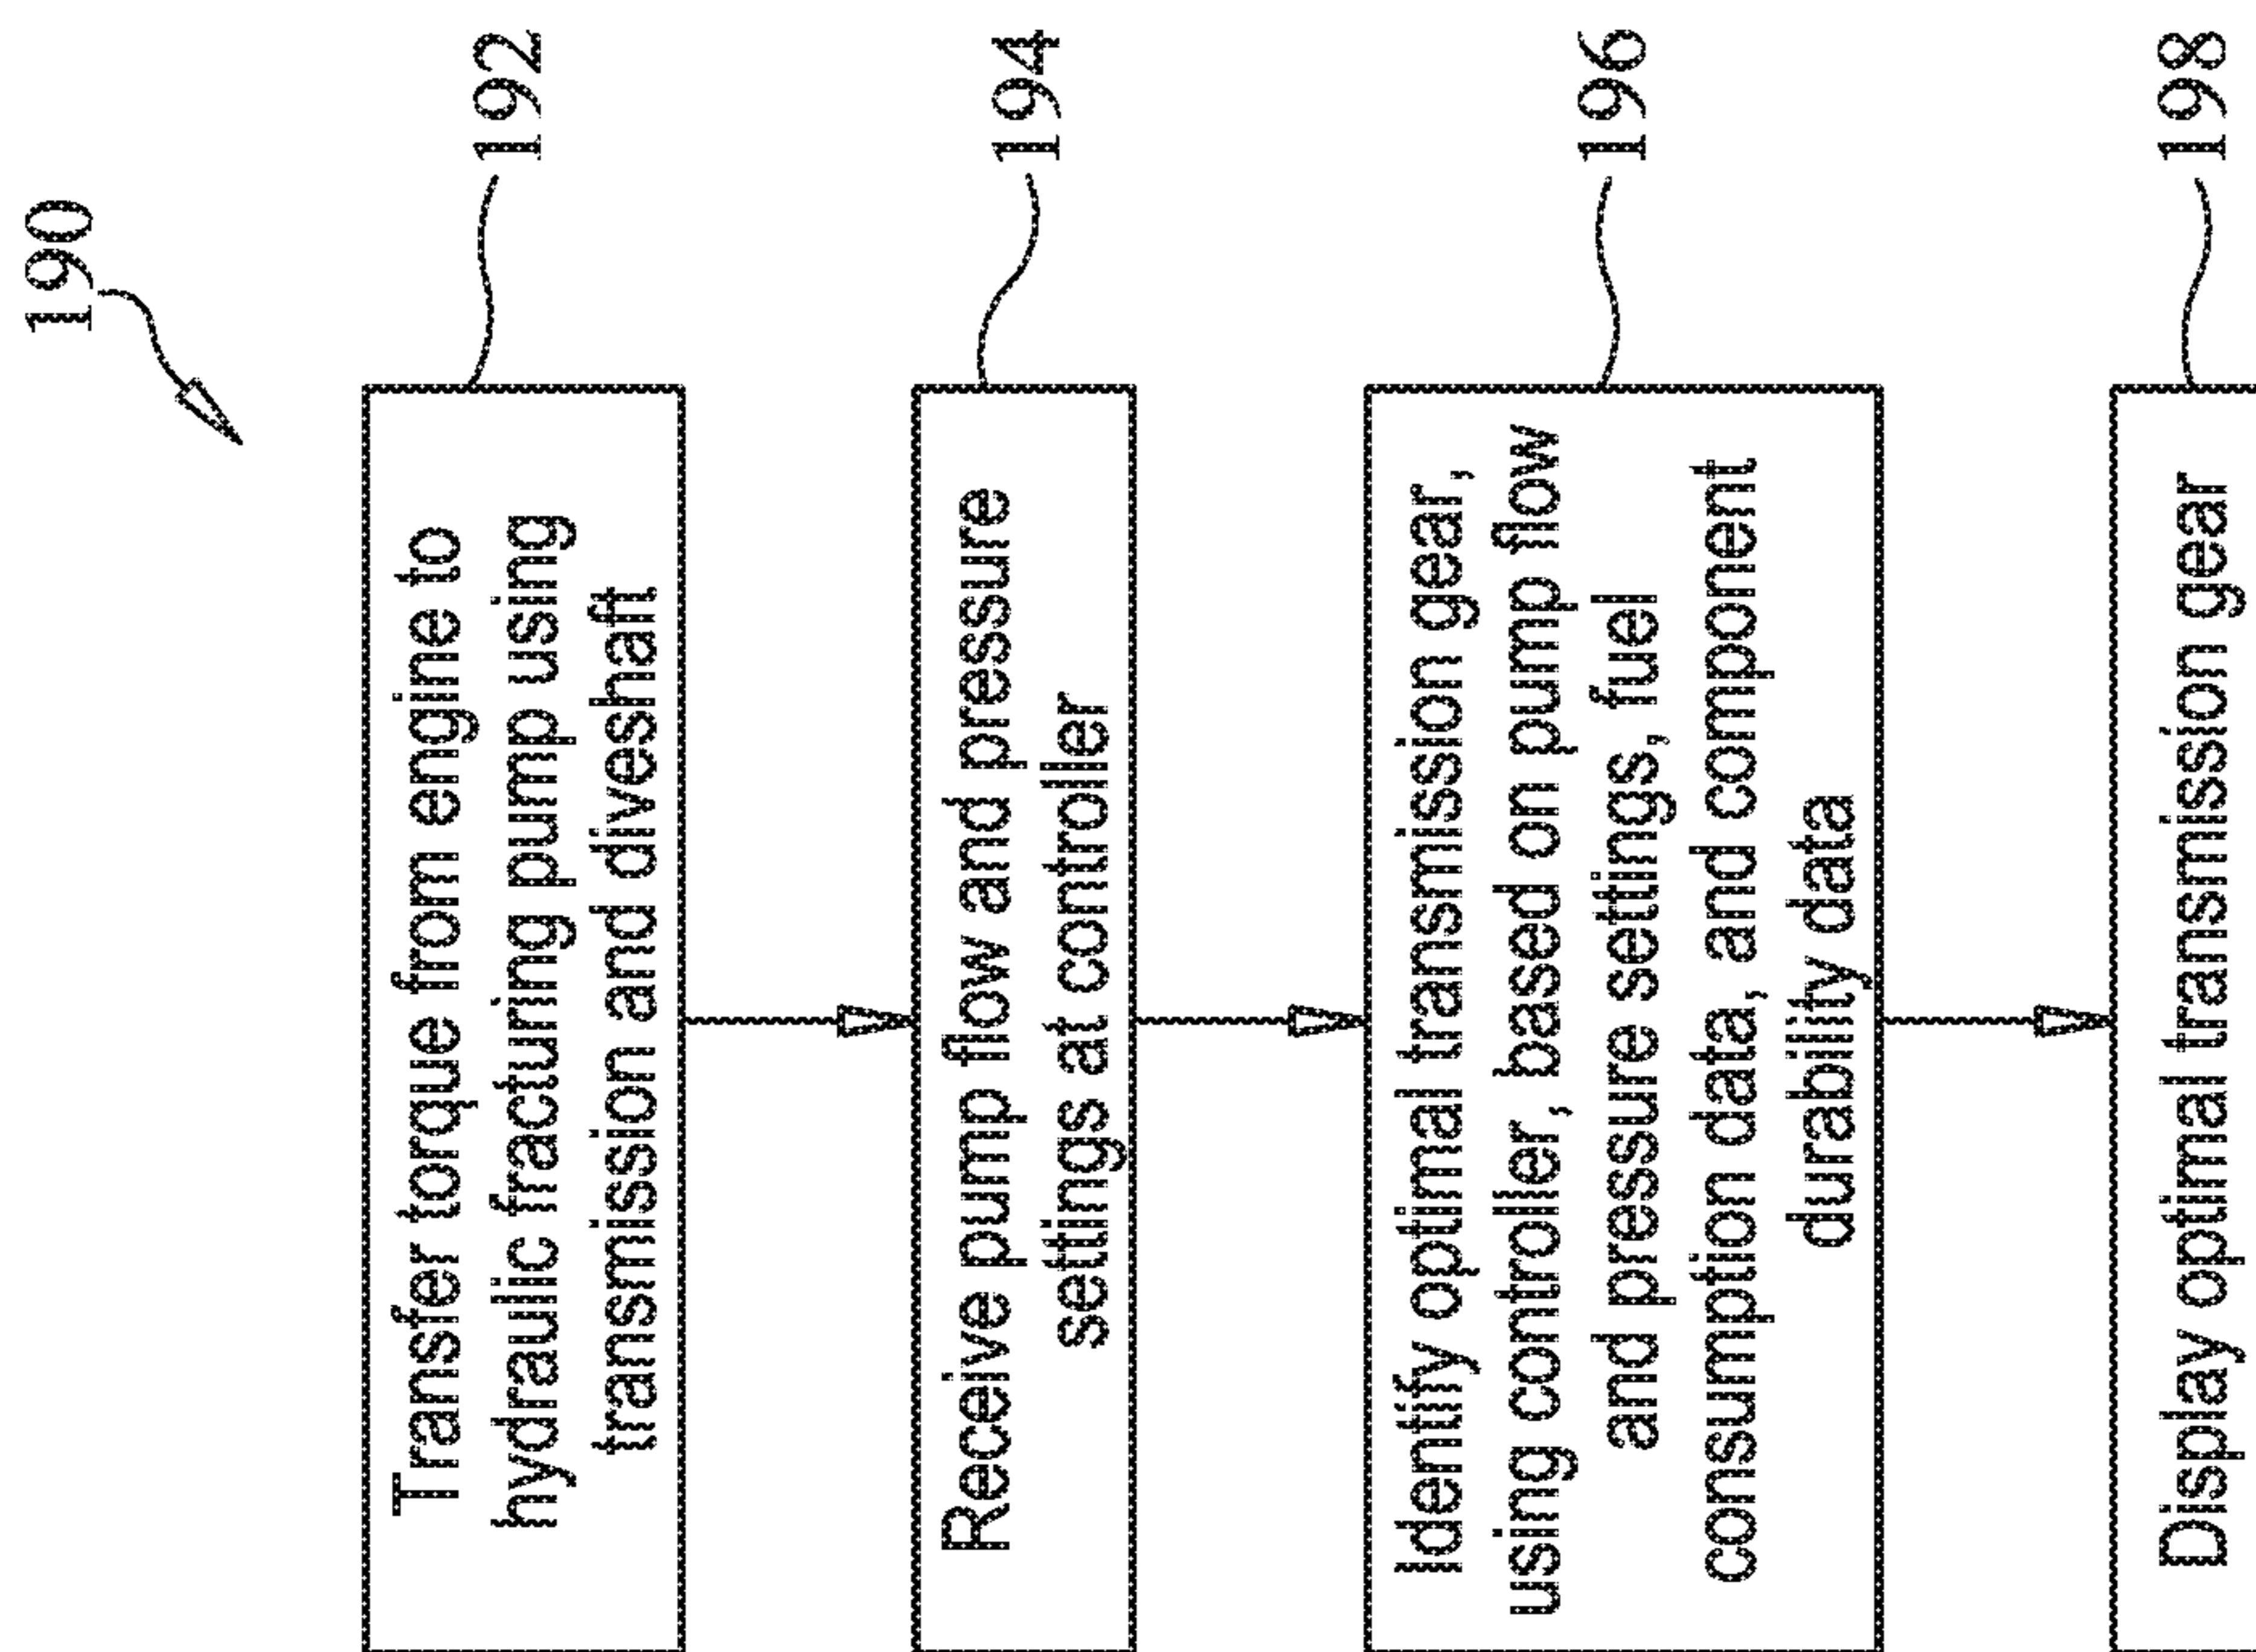 190
Transfer torque from engine to
hydraulic fracturing pump using
transmission and diveshaft
192
Receive pump flow and pressure
settings at controller
194
Identify optimal transmission gear,
using controller, based on pump flow
and pressure settings, fuel
consumption data, and component
durability data
196
Display optimal transmission gear
198